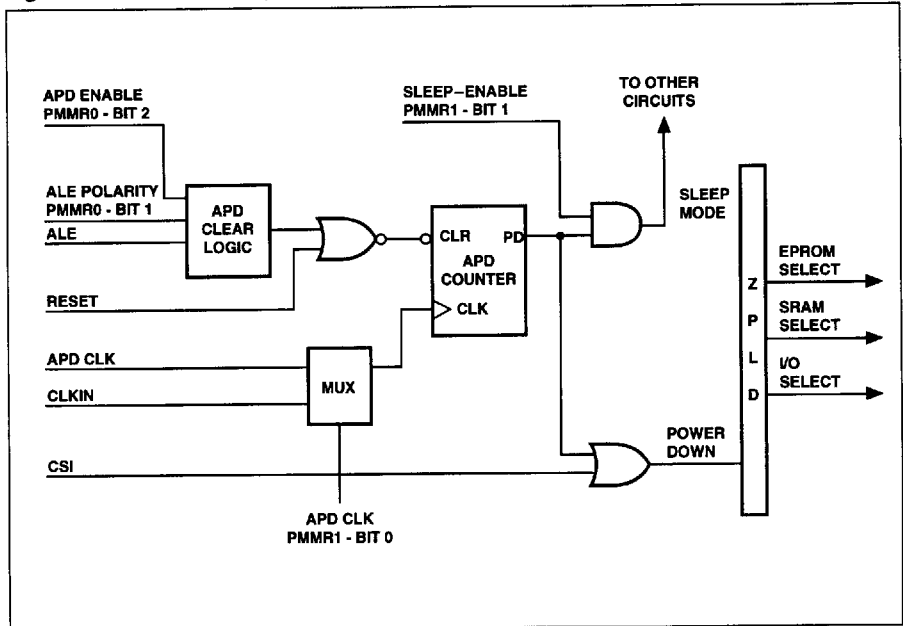 APD ENABLE
PMMR0 - BIT 2
ALE POLARITY
PMMR0 - BIT 1
ALE
RESET
APD CLK
CLKIN
CSI
APD
CLEAR
LOGIC
MUX
APD CLK
PMMR1 - BIT 0
SLEEP-ENABLE
PMMR1 - BIT 1
CLR
PD
APD
COUNTER
CLK
TO OTHER
CIRCUITS
SLEEP
MODE
POWER
DOWN
Z
P
L
D
EPROM
SELECT
SRAM
SELECT
I/O
SELECT